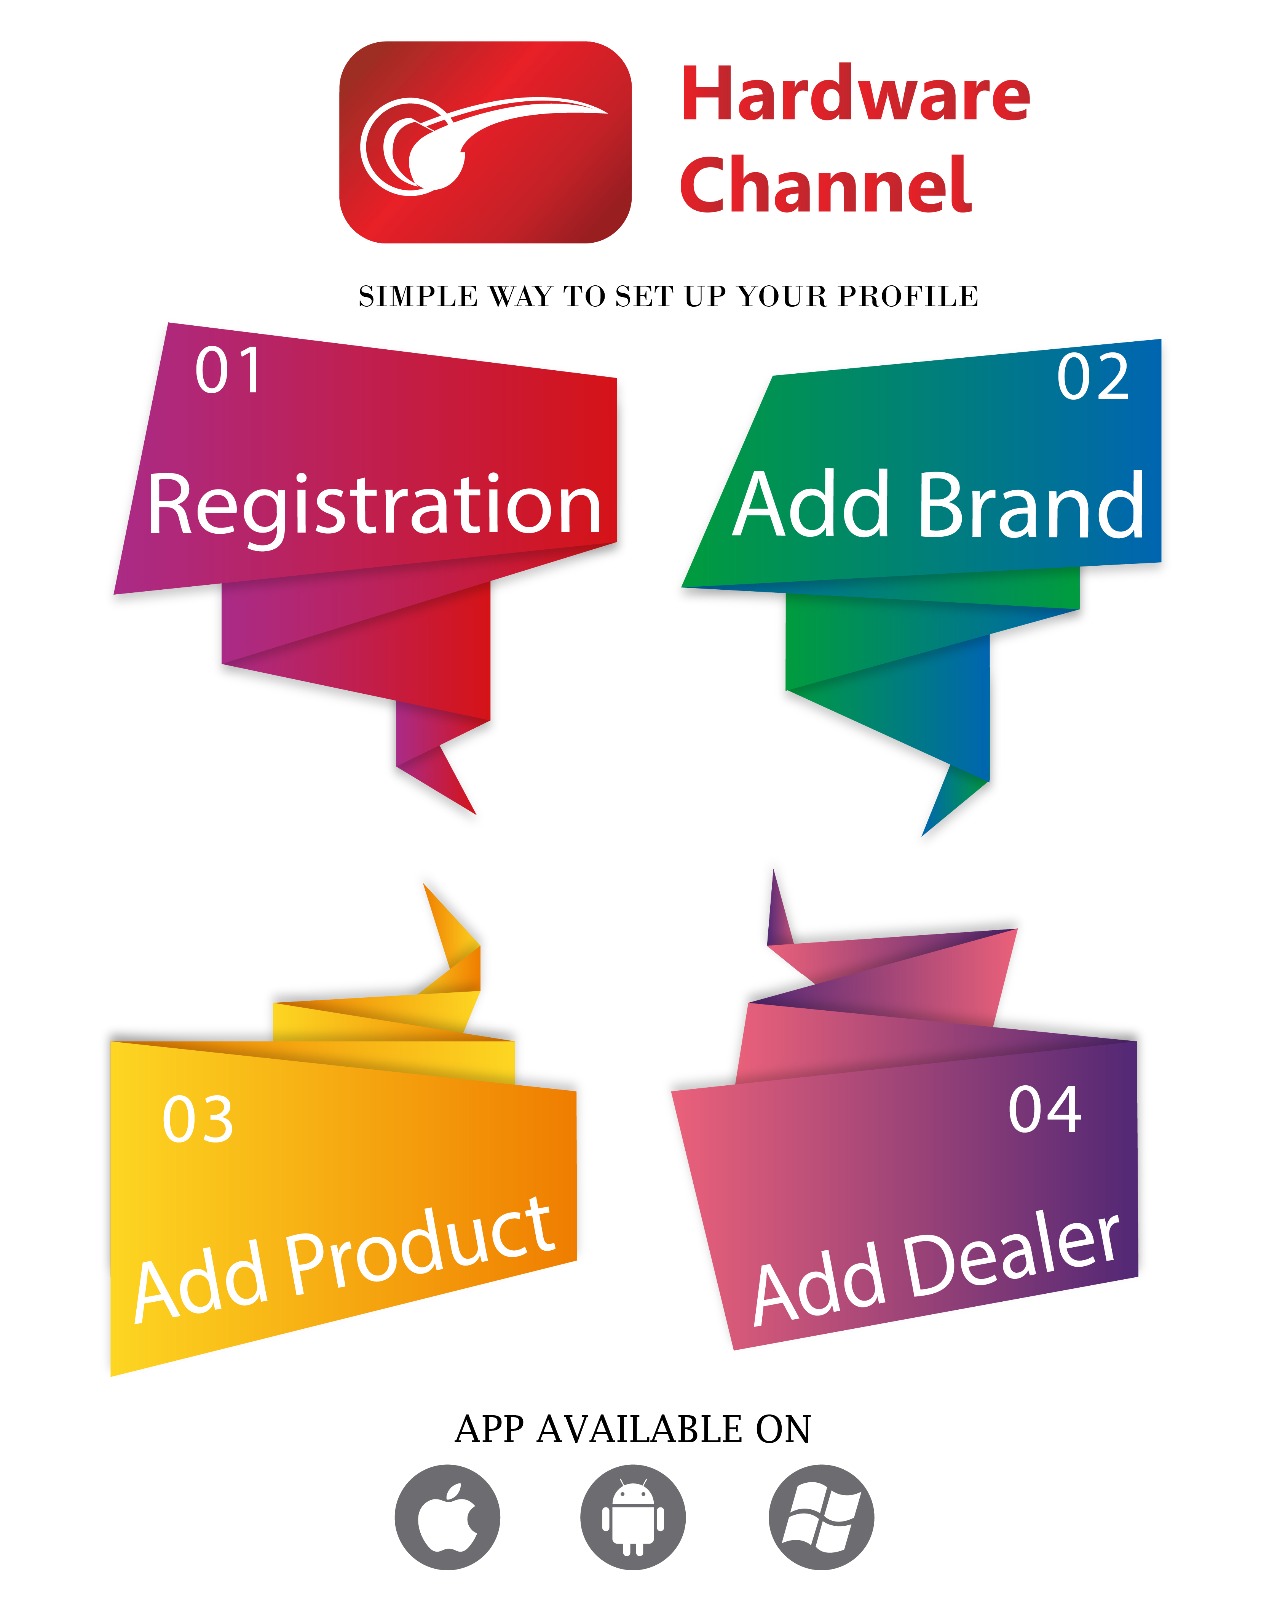 Hardware
Channel
SIMPLE WAY TO SET UP YOUR PROFILE
01
Registration
02
Add Brand
03
Add Product
04
Add Dealer
APP AVAILABLE ON